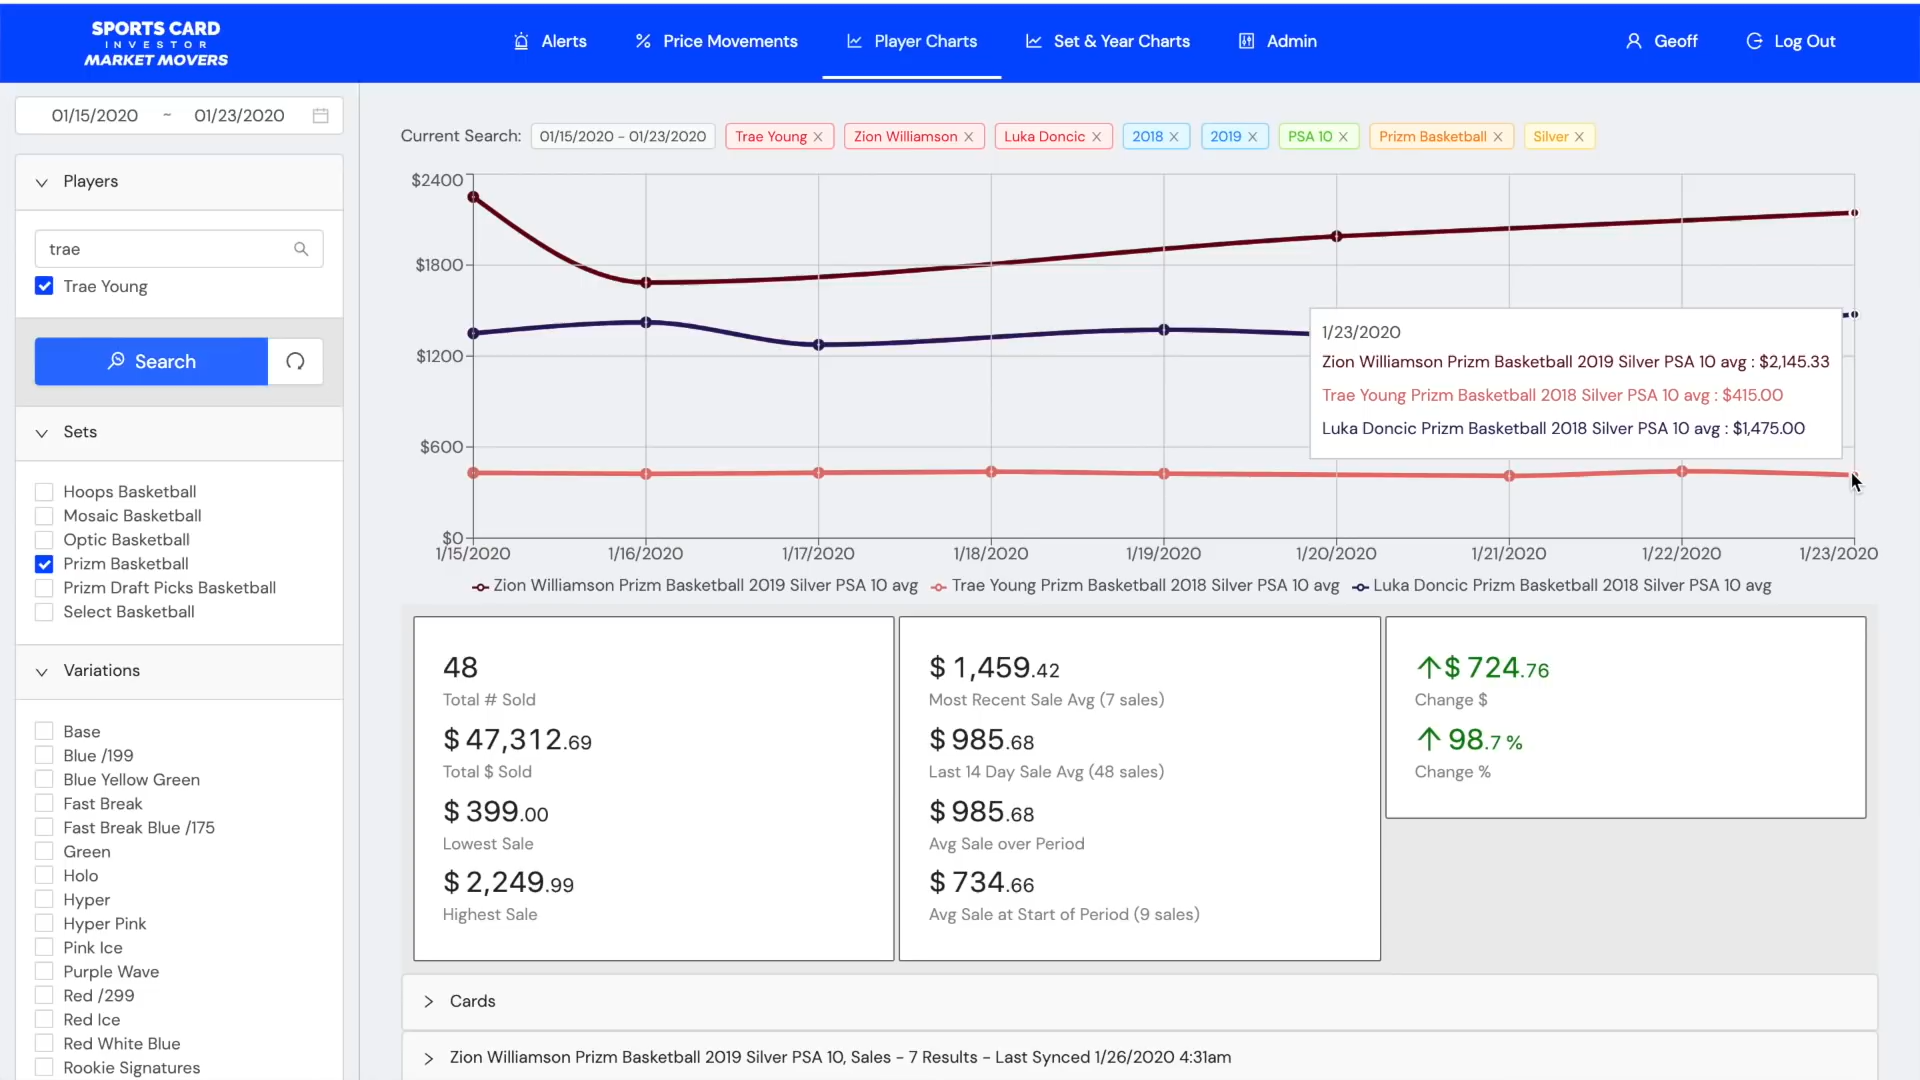 SPORTS CARD
INVESTOR
MARKET MOVERS
Alerts
Price Movements
Player Charts
Set & Year Charts
Admin
Geoff
Log Out
01/15/2020 ~ 01/23/2020
Players
trae
Trae Young
Search
Sets
Hoops Basketball
Mosaic Basketball
Optic Basketball
Prizm Basketball
Prizm Draft Picks Basketball
Select Basketball
Variations
Base
Blue /199
Blue Yellow Green
Fast Break
Fast Break Blue /175
Green
Holo
Hyper
Hyper Pink
Pink Ice
Purple Wave
Red /299
Red Ice
Red White Blue
Rookie Signatures
Current Search: 01/15/2020 - 01/23/2020 Trae Young Zion Williamson Luka Doncic 2018 2019 PSA 10 Prizm Basketball Silver
$2400
$1800
$1200
$600
$0
1/15/2020 1/16/2020 1/17/2020 1/18/2020 1/19/2020 1/20/2020 1/21/2020 1/22/2020 1/23/2020
1/23/2020
Zion Williamson Prizm Basketball 2019 Silver PSA 10 avg : $2,145.33
Trae Young Prizm Basketball 2018 Silver PSA 10 avg : $415.00
Luka Doncic Prizm Basketball 2018 Silver PSA 10 avg : $1,475.00
Zion Williamson Prizm Basketball 2019 Silver PSA 10 avg Trae Young Prizm Basketball 2018 Silver PSA 10 avg Luka Doncic Prizm Basketball 2018 Silver PSA 10 avg
48
Total # Sold
$ 47,312.69
Total $ Sold
$ 399.00
Lowest Sale
$ 2,249.99
Highest Sale
$ 1,459.42
Most Recent Sale Avg (7 sales)
$ 985.68
Last 14 Day Sale Avg (48 sales)
$ 985.68
Avg Sale over Period
$ 734.66
Avg Sale at Start of Period (9 sales)
↑$ 724.76
Change $
↑ 98.7 %
Change %
Cards
Zion Williamson Prizm Basketball 2019 Silver PSA 10, Sales - 7 Results - Last Synced 1/26/2020 4:31am